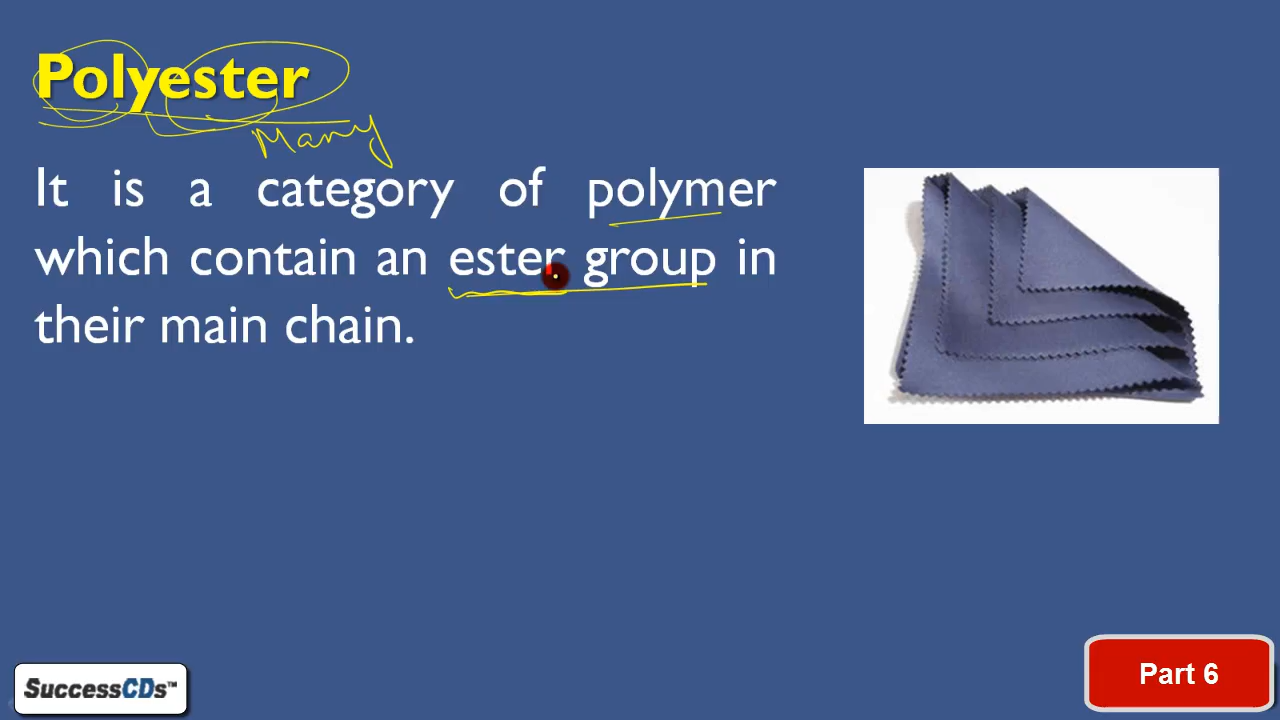 Polyester
Many
It is a category of polymer
which contain an ester group in
their main chain.
SuccessCDs™
Part 6